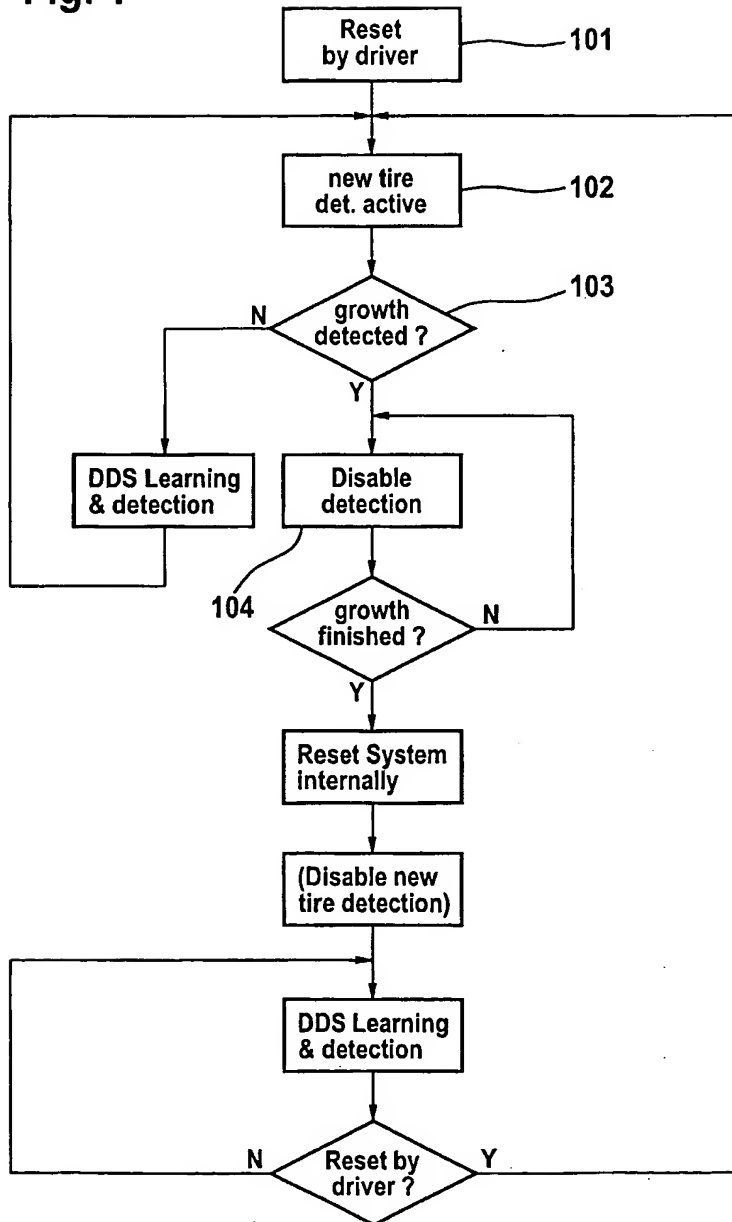 Reset
by driver
101
new tire
det. active
102
growth
detected ?
103
N
Y
DDS Learning
& detection
Disable
detection
104
growth
finished ?
N
Y
Reset System
internally
(Disable new
tire detection)
DDS Learning
& detection
N
Reset by
driver ?
Y